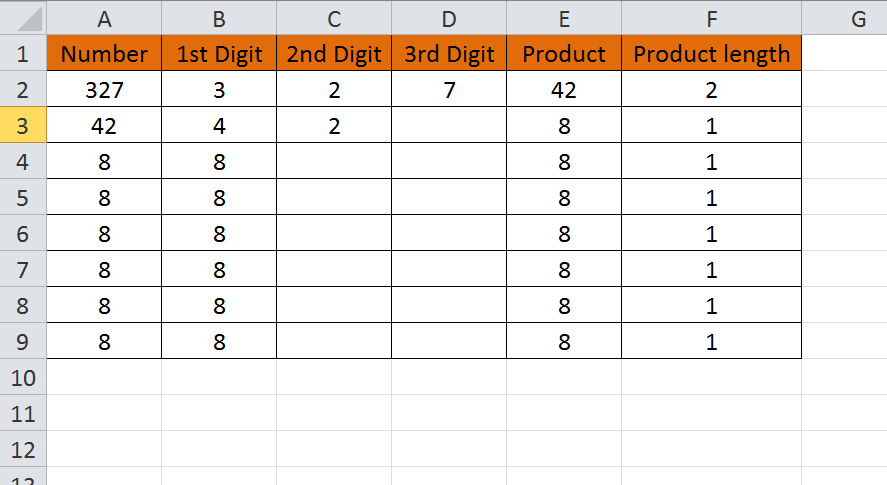 A B C D E F G
1 Number 1st Digit 2nd Digit 3rd Digit Product Product length
2 327 3 2 7 42 2
3 42 4 2 8 1
4 8 8 8 1
5 8 8 8 1
6 8 8 8 1
7 8 8 8 1
8 8 8 8 1
9 8 8 8 1
10
11
12